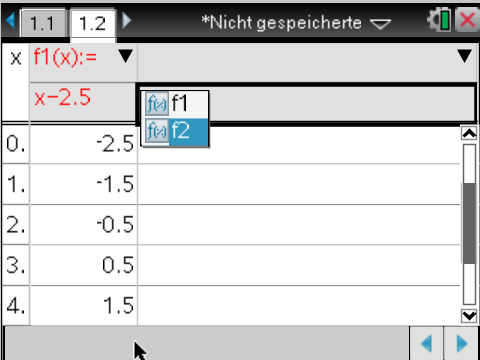 1.1 1.2 *Nicht gespeicherte
x f1(x):=
x-2.5
f(x) f1
f(x) f2
0. -2.5
1. -1.5
2. -0.5
3. 0.5
4. 1.5